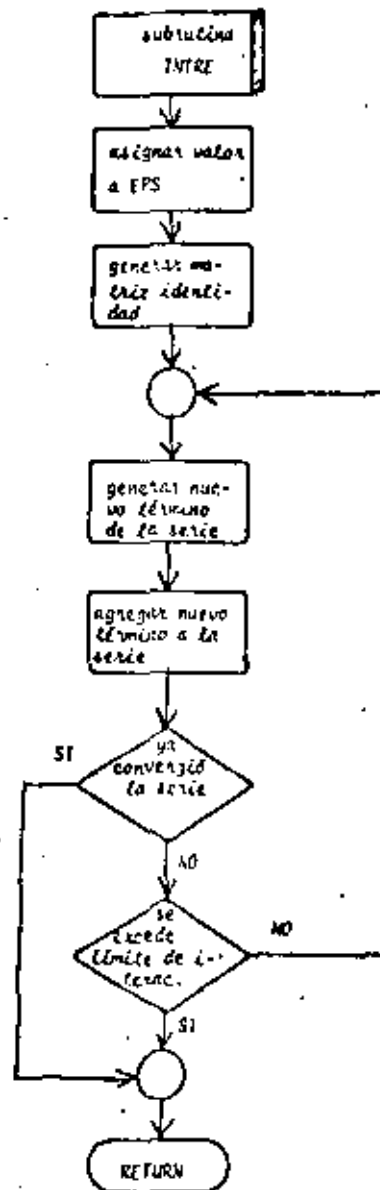 subrutina
INTRE
asignar valor
a EPS
generar ma-
triz identi-
dad
generar nue-
vo término
de la serie
agregar nuevo
término a la
serie
ya
convergió
la serie
SI
NO
se
excede
límite de i-
terac.
NO
SI
RETURN